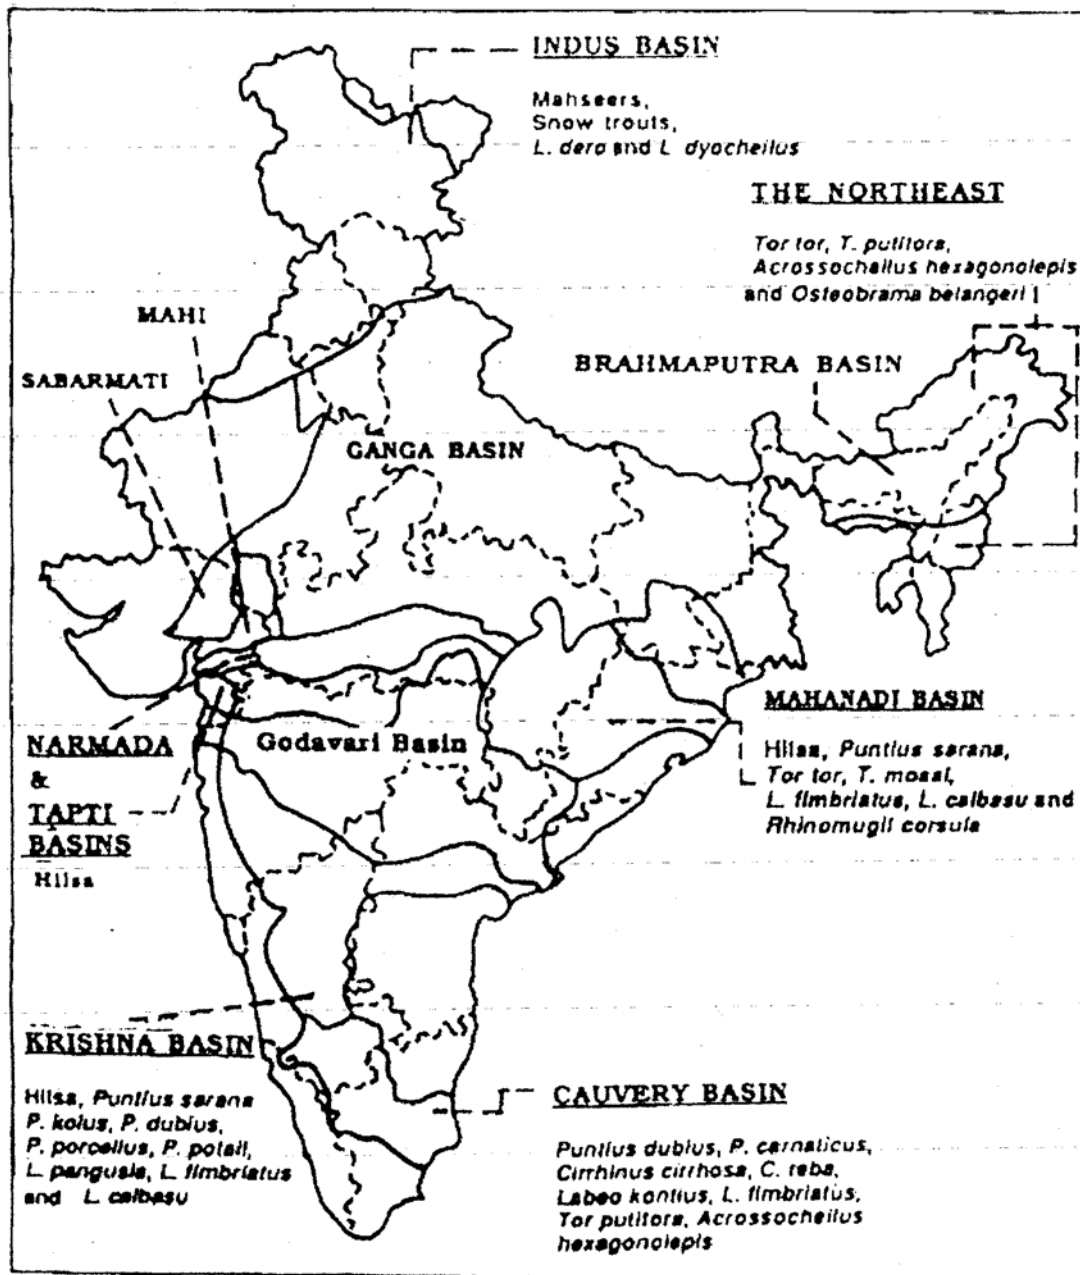 INDUS BASIN
Mahseers,
Snow trouts,
L. dero and L. dyocheilus
THE NORTHEAST
Tor tor, T. putitora,
Acrossocheilus hexagonolepis
and Osteobrama belangeri
MAHI
SABARMATI
BRAHMAPUTRA BASIN
GANGA BASIN
NARMADA
&
TAPTI
BASINS
Hilsa
Godavari Basin
MAHANADI BASIN
Hilsa, Puntius sarana,
Tor tor, T. mosal,
L. fimbriatus, L. calbasu and
Rhinomugil corsula
KRISHNA BASIN
Hilsa, Puntius sarana
P. kolus, P. dubius,
P. porcellus, P. potail,
L. pangusia, L. fimbriatus
and L. calbasu
CAUVERY BASIN
Puntius dubius, P. carnaticus,
Cirrhinus cirrhosa, C. reba,
Labeo kontius, L. fimbriatus,
Tor putitora, Acrossocheilus
hexagonolepis